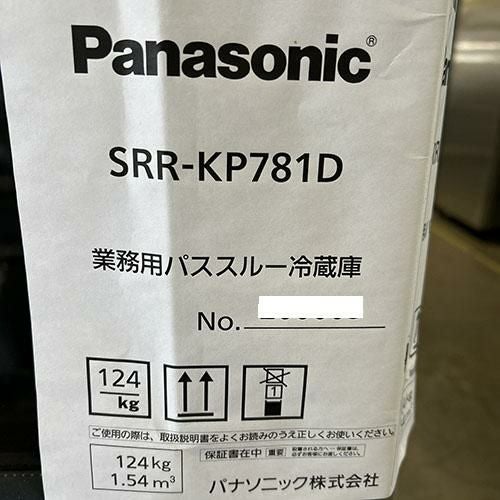 Panasonic®
SRR-KP781D
業務用パススルー冷蔵庫
No.
124
kg
1
ご使用の際は、取扱説明書をよくお読みのうえ正しくお使いください。
124kg
1.54m³
保証書在中
重要
パナソニック株式会社